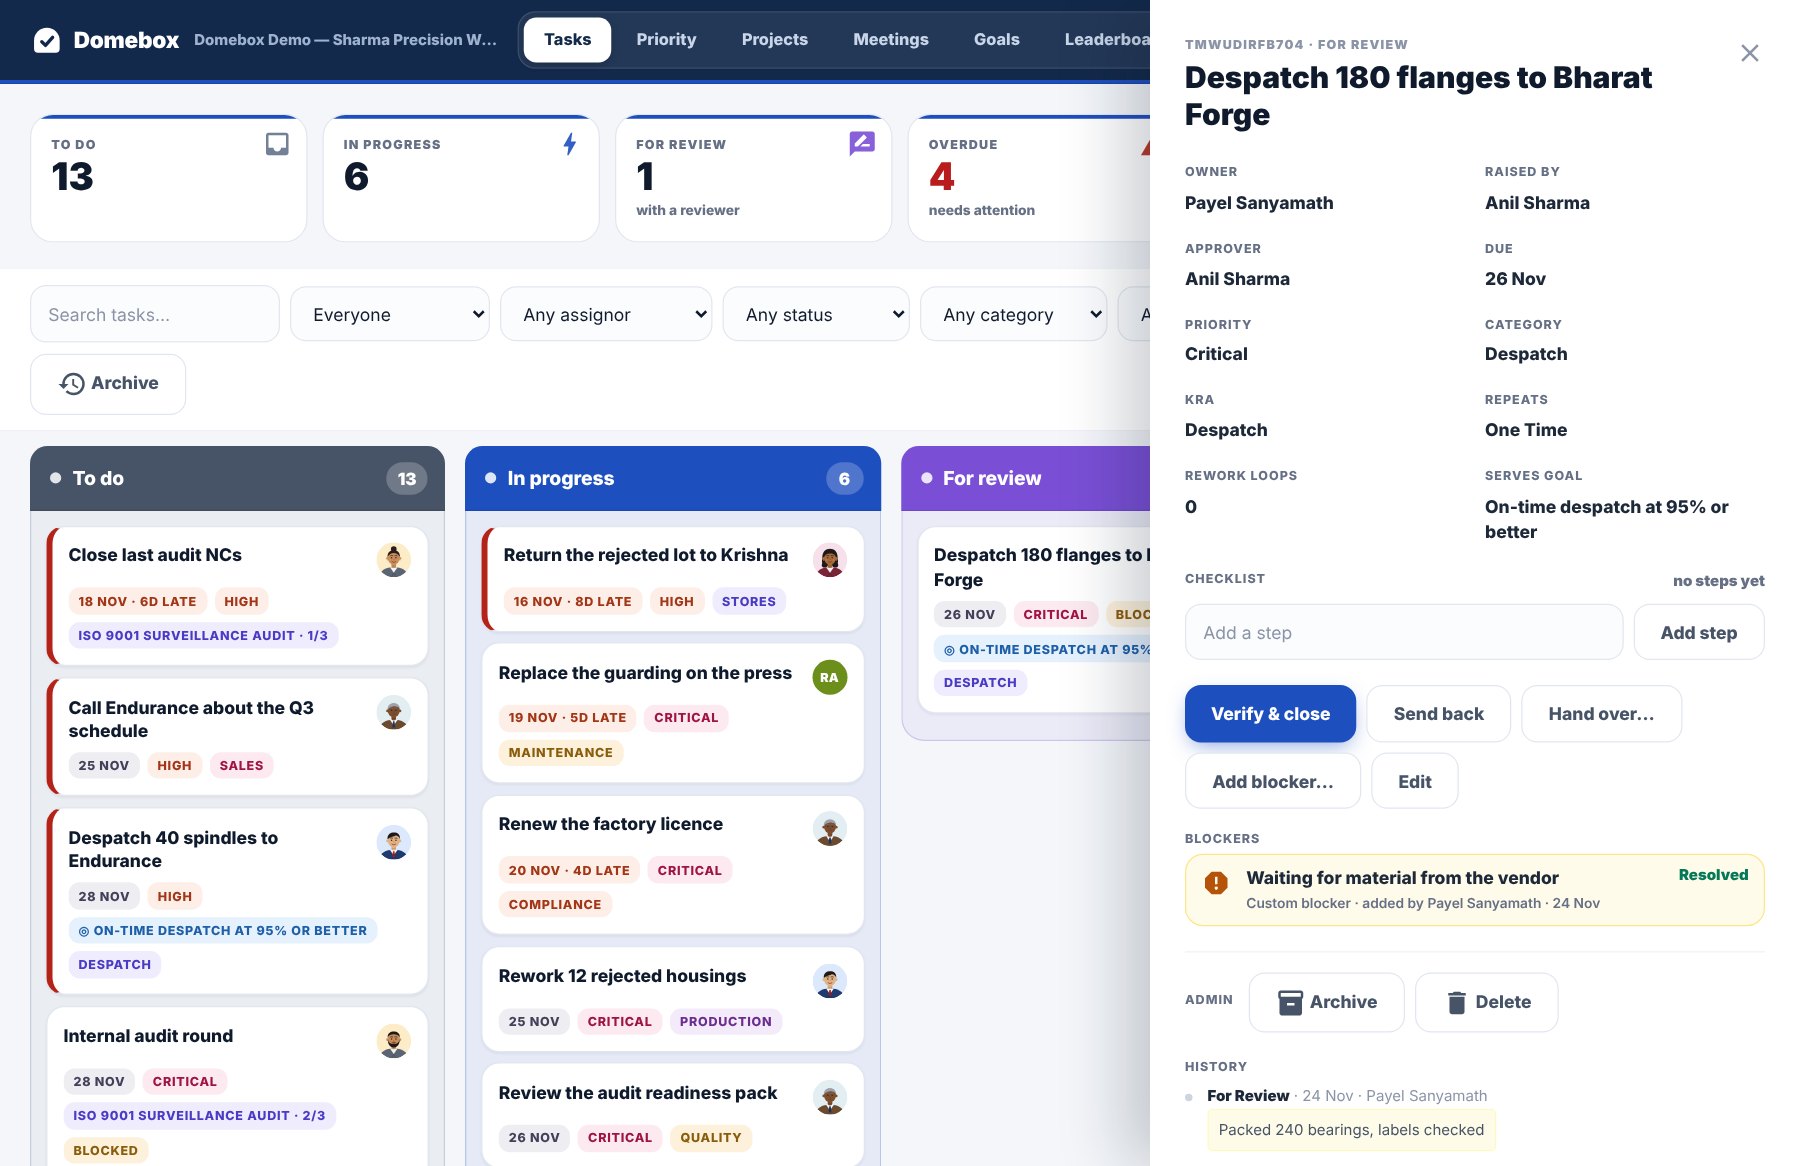 Domebox Domebox Demo — Sharma Precision W...
Tasks Priority Projects Meetings Goals
TO DO
13
IN PROGRESS
6
FOR REVIEW
1
with a reviewer
OVERDUE
4
needs attention
Search tasks...
Everyone
Any assignor
Any status
Any category
Archive
To do 13
Close last audit NCs
18 NOV · 6D LATE HIGH
ISO 9001 SURVEILLANCE AUDIT · 1/3
Call Endurance about the Q3
schedule
25 NOV HIGH SALES
Despatch 40 spindles to
Endurance
28 NOV HIGH
◎ ON-TIME DESPATCH AT 95% OR BETTER
DESPATCH
Internal audit round
28 NOV CRITICAL
ISO 9001 SURVEILLANCE AUDIT · 2/3
BLOCKED
In progress 6
Return the rejected lot to Krishna
16 NOV · 8D LATE HIGH STORES
Replace the guarding on the press
RA
19 NOV · 5D LATE CRITICAL
MAINTENANCE
Renew the factory licence
20 NOV · 4D LATE CRITICAL
COMPLIANCE
Rework 12 rejected housings
25 NOV CRITICAL PRODUCTION
Review the audit readiness pack
26 NOV CRITICAL QUALITY
For review
Despatch 180 flanges to
Forge
26 NOV CRITICAL
◎ ON-TIME DESPATCH AT 95%
DESPATCH
TMWUDIRFB704 · FOR REVIEW
Despatch 180 flanges to Bharat
Forge
OWNER
Payel Sanyamath
RAISED BY
Anil Sharma
APPROVER
Anil Sharma
DUE
26 Nov
PRIORITY
Critical
CATEGORY
Despatch
KRA
Despatch
REPEATS
One Time
REWORK LOOPS
0
SERVES GOAL
On-time despatch at 95% or
better
CHECKLIST no steps yet
Add a step Add step
Verify & close Send back Hand over...
Add blocker... Edit
BLOCKERS
Waiting for material from the vendor Resolved
Custom blocker · added by Payel Sanyamath · 24 Nov
ADMIN Archive Delete
HISTORY
For Review · 24 Nov · Payel Sanyamath
Packed 240 bearings, labels checked